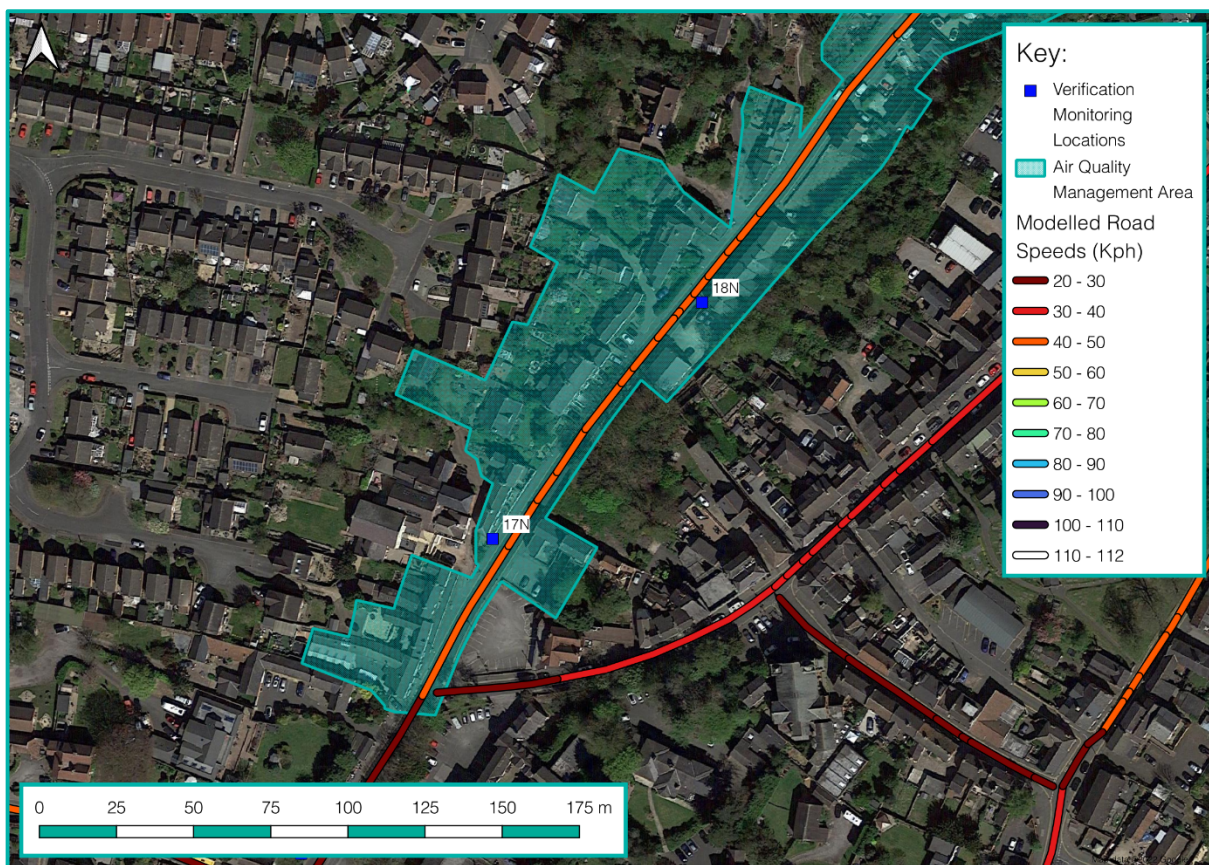 Key:
Verification
Monitoring
Locations
Air Quality
Management Area
Modelled Road
Speeds (Kph)
20 - 30
30 - 40
40 - 50
50 - 60
60 - 70
70 - 80
80 - 90
90 - 100
100 - 110
110 - 112
18N
17N
0 25 50 75 100 125 150 175 m